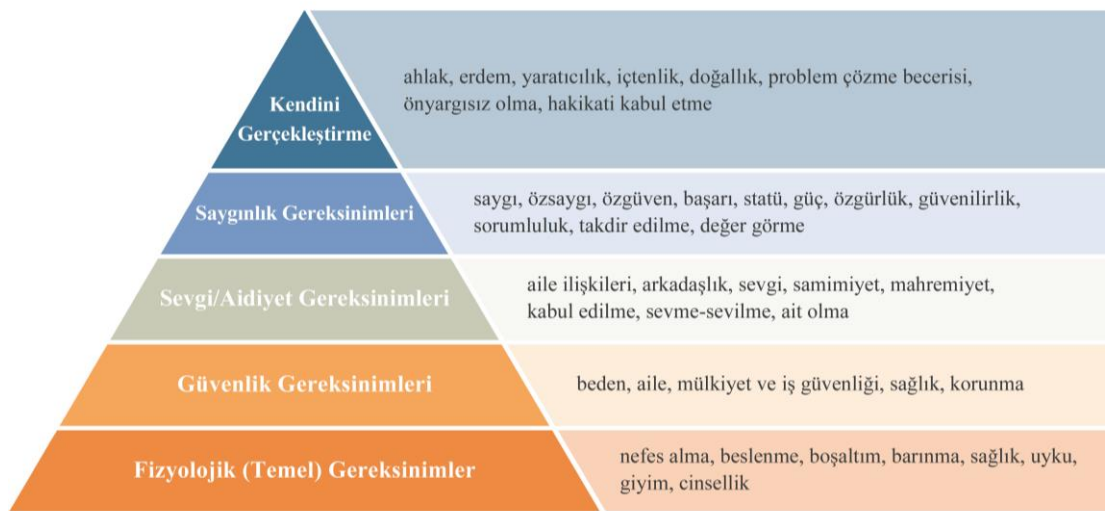 Kendini
Gerçekleştirme
ahlak, erdem, yaratıcılık, içtenlik, doğallık, problem çözme becerisi,
önyargısız olma, hakikati kabul etme
Saygınlık Gereksinimleri
saygı, özsaygı, özgüven, başarı, statü, güç, özgürlük, güvenilirlik,
sorumluluk, takdir edilme, değer görme
Sevgi/Aidiyet Gereksinimleri
aile ilişkileri, arkadaşlık, sevgi, samimiyet, mahremiyet,
kabul edilme, sevme-sevilme, ait olma
Güvenlik Gereksinimleri
beden, aile, mülkiyet ve iş güvenliği, sağlık, korunma
Fizyolojik (Temel) Gereksinimler
nefes alma, beslenme, boşaltım, barınma, sağlık, uyku,
giyim, cinsellik